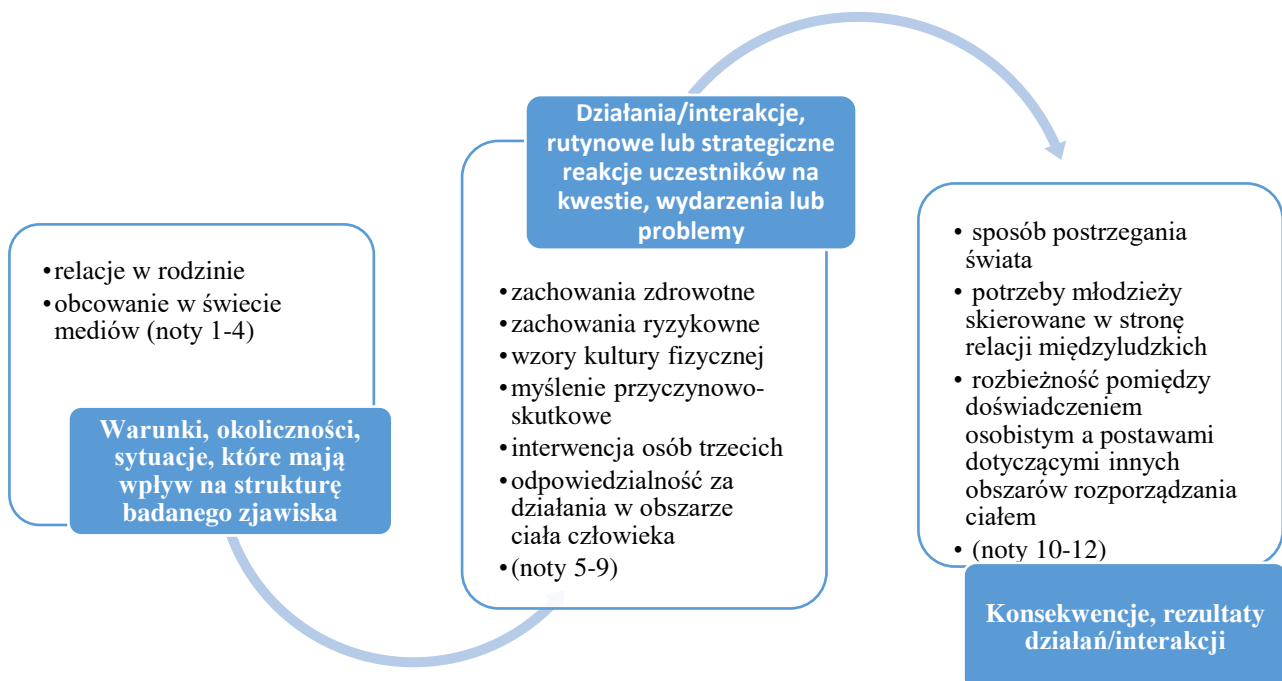 •relacje w rodzinie
•obcowanie w świecie
mediów (noty 1-4)
Warunki, okoliczności,
sytuacje, które mają
wpływ na strukturę
badanego zjawiska
Działania/interakcje,
rutynowe lub strategiczne
reakcje uczestników na
kwestie, wydarzenia lub
problemy
•zachowania zdrowotne
•zachowania ryzykowne
•wzory kultury fizycznej
•myślenie przyczynowo-
skutkowe
•interwencja osób trzecich
•odpowiedzialność za
działania w obszarze
ciała człowieka
•(noty 5-9)
• sposób postrzegania
świata
• potrzeby młodzieży
skierowane w stronę
relacji międzyludzkich
• rozbieżność pomiędzy
doświadczeniem
osobistym a postawami
dotyczącymi innych
obszarów rozporządzania
ciałem
• (noty 10-12)
Konsekwencje, rezultaty
działań/interakcji